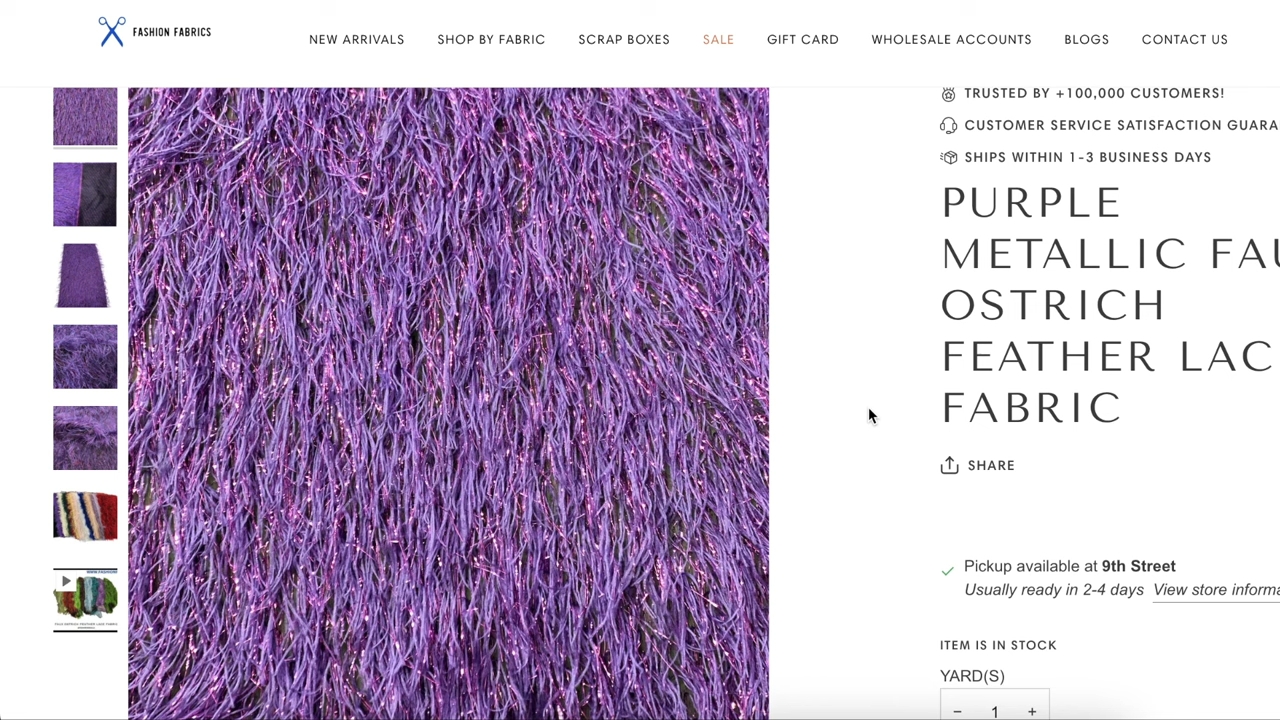 FASHION FABRICS
NEW ARRIVALS
SHOP BY FABRIC
SCRAP BOXES
SALE
GIFT CARD
WHOLESALE ACCOUNTS
BLOGS
CONTACT US
TRUSTED BY +100,000 CUSTOMERS!
CUSTOMER SERVICE SATISFACTION GUARA
SHIPS WITHIN 1-3 BUSINESS DAYS
PURPLE
METALLIC FAU
OSTRICH
FEATHER LAC
FABRIC
SHARE
Pickup available at 9th Street
Usually ready in 2-4 days View store informa
ITEM IS IN STOCK
YARD(S)
− 1 +